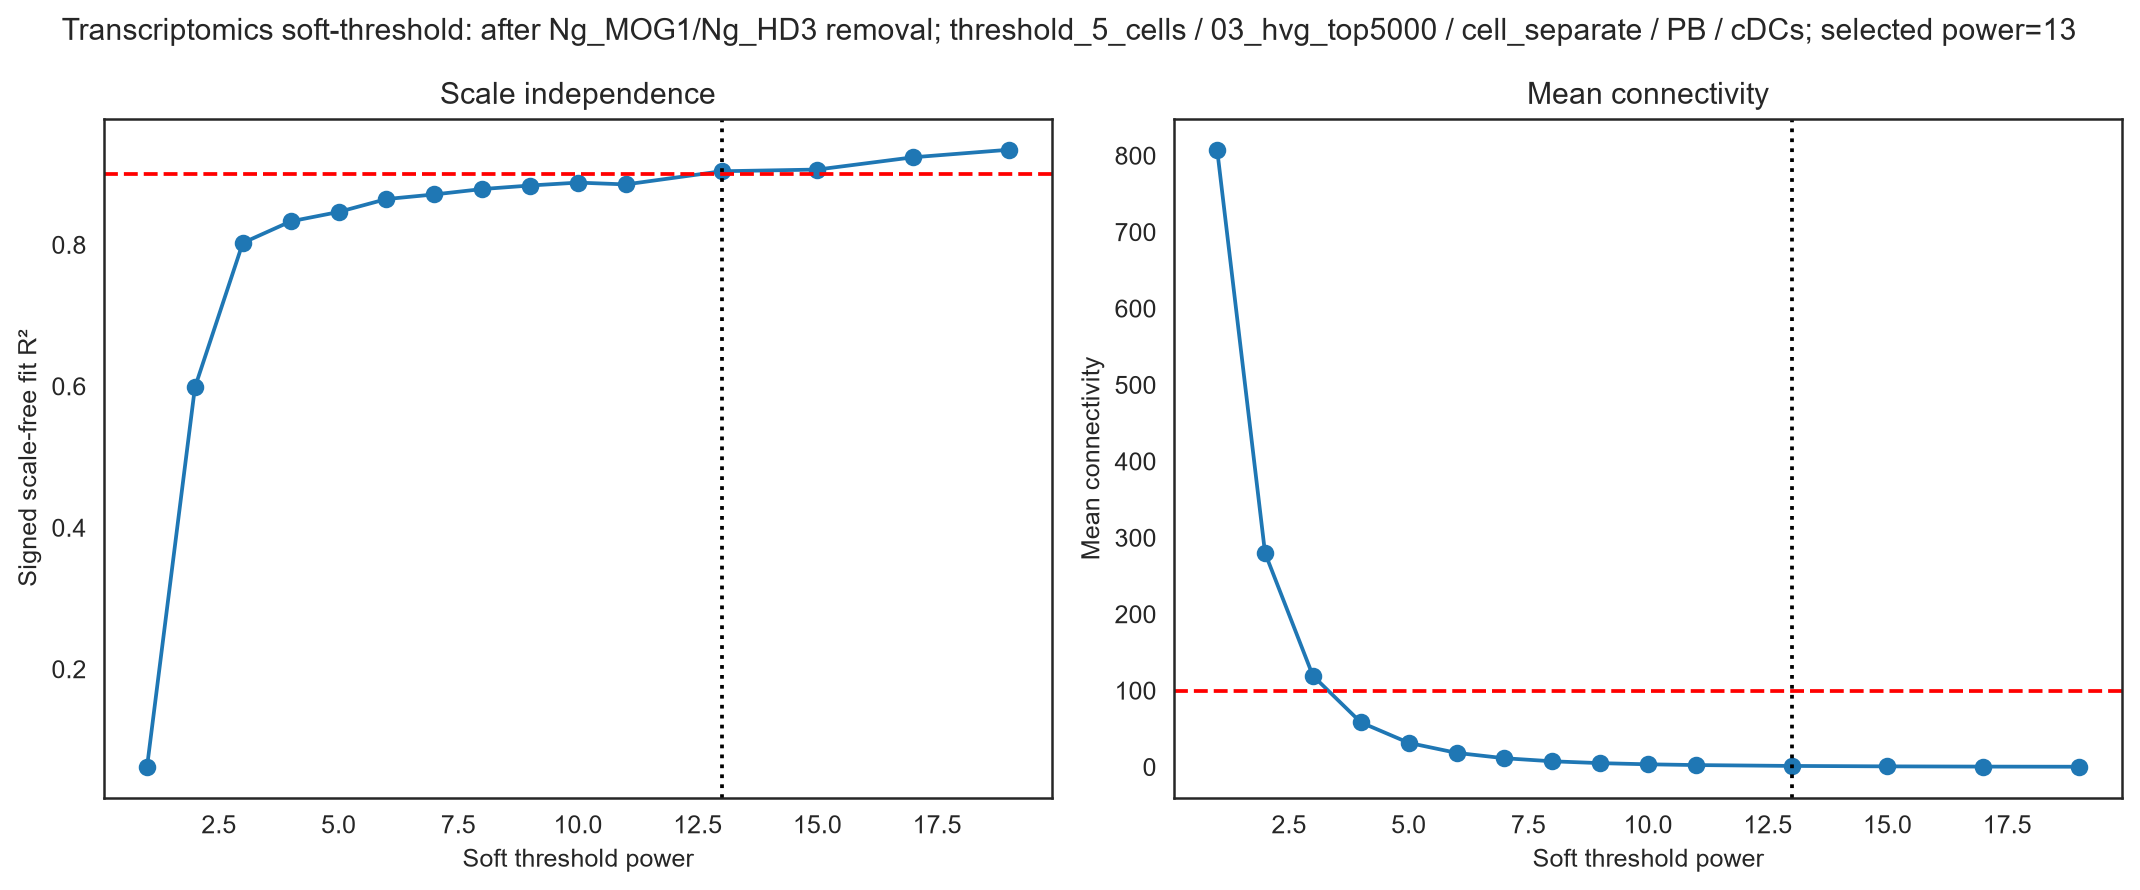 Transcriptomics soft-threshold: after Ng_MOG1/Ng_HD3 removal; threshold_5_cells / 03_hvg_top5000 / cell_separate / PB / cDCs; selected power=13
Scale independence
Signed scale-free fit R²
0.8
0.6
0.4
0.2
2.5 5.0 7.5 10.0 12.5 15.0 17.5
Soft threshold power
Mean connectivity
Mean connectivity
800
700
600
500
400
300
200
100
0
2.5 5.0 7.5 10.0 12.5 15.0 17.5
Soft threshold power